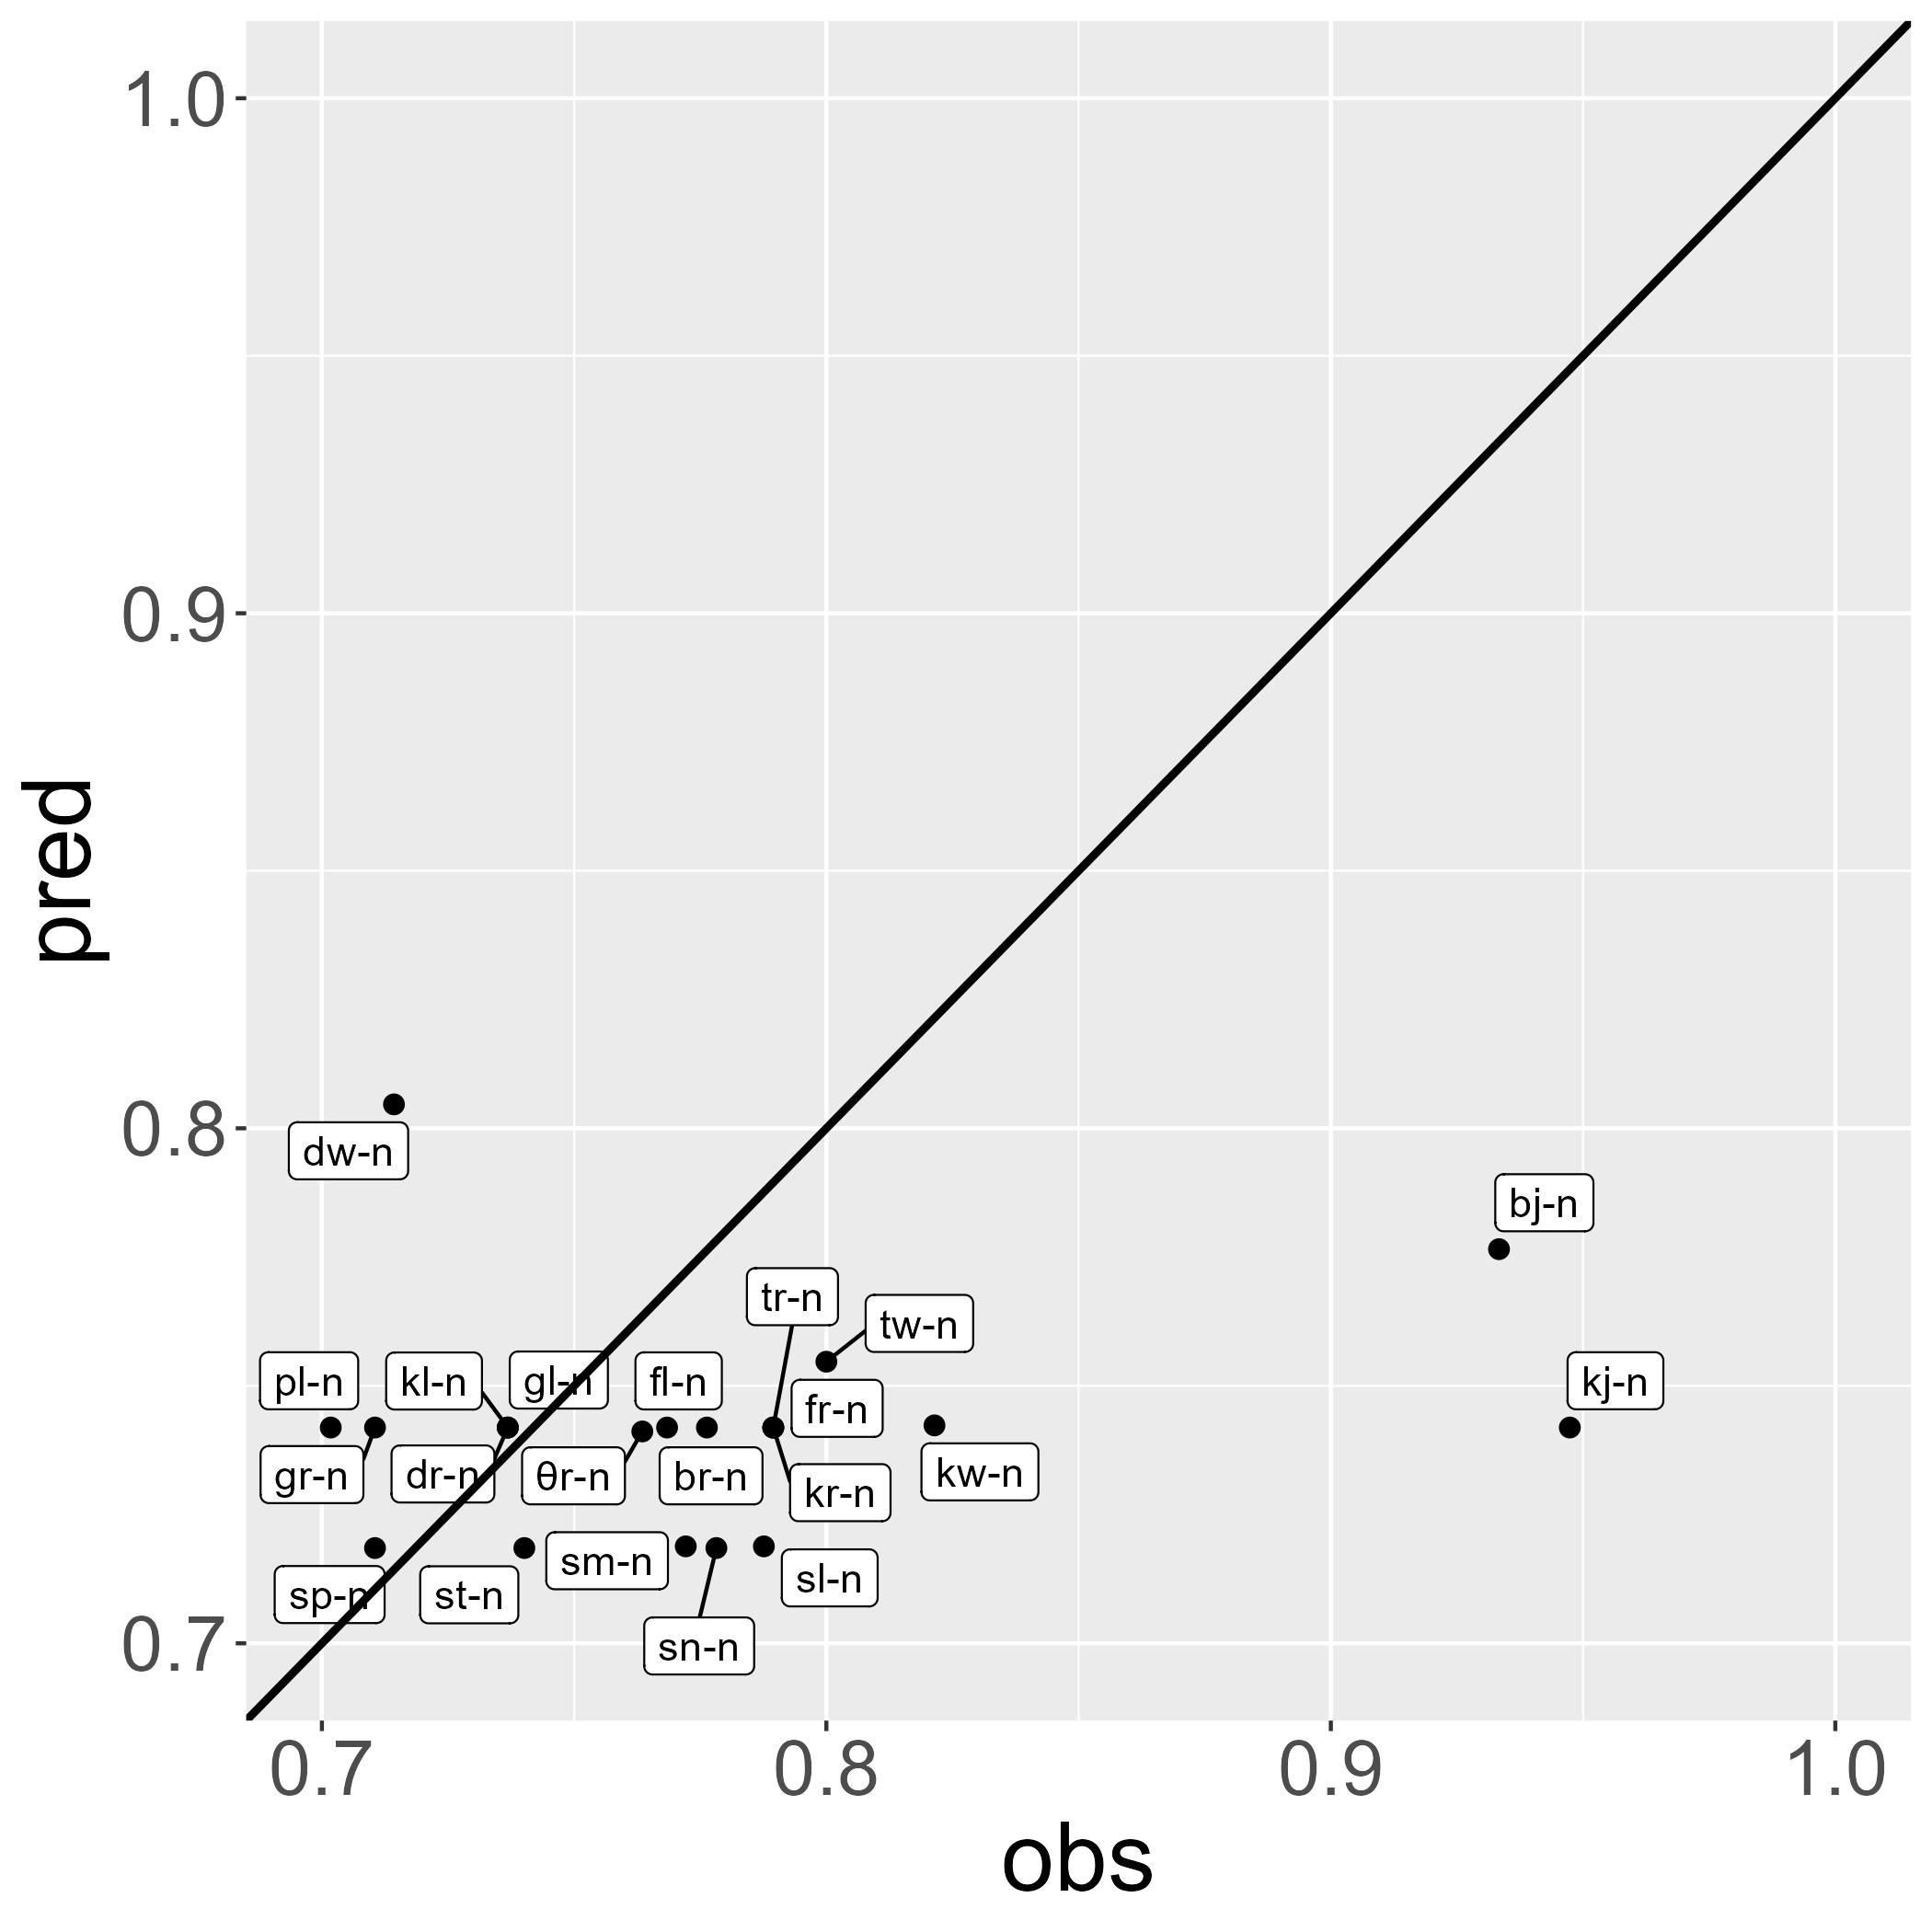 1.0
0.9
0.8
0.7
pred
dw-n
bj-n
tr-n
tw-n
pl-n
kl-n
gl-n
fl-n
kj-n
fr-n
gr-n
dr-n
θr-n
br-n
kr-n
kw-n
sp-n
st-n
sm-n
sl-n
sn-n
0.7
0.8
0.9
1.0
obs